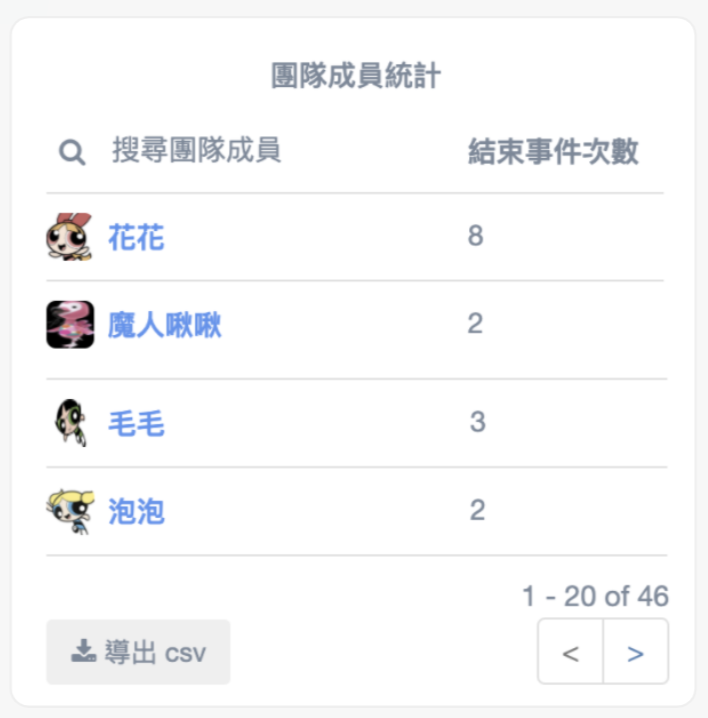 團隊成員統計
搜尋團隊成員 結束事件次數
花花 8
魔人啾啾 2
毛毛 3
泡泡 2
1 - 20 of 46
導出 csv < >